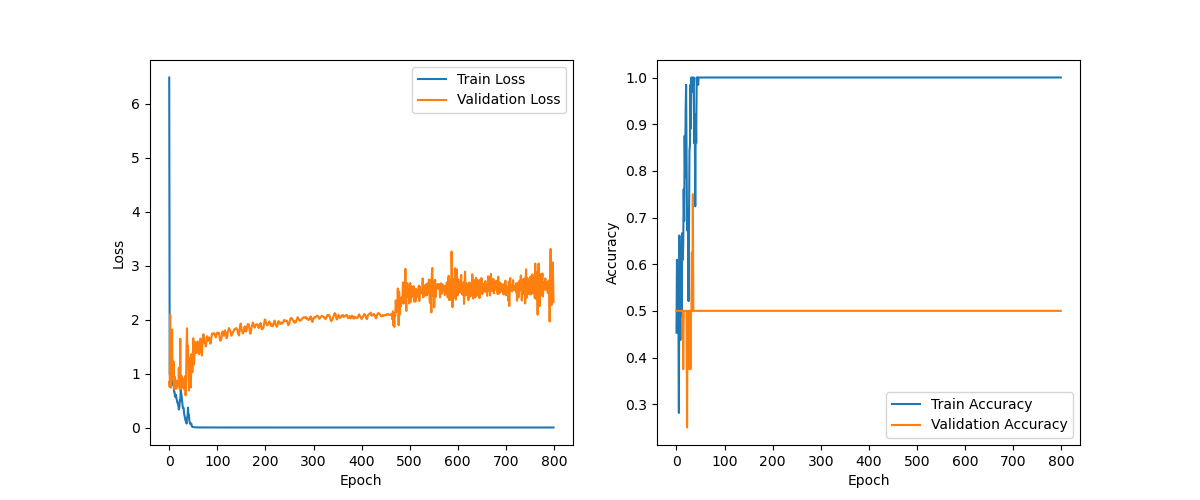 Train Loss
Validation Loss
6
5
4
3
2
1
0
Loss
0 100 200 300 400 500 600 700 800
Epoch
1.0
0.9
0.8
0.7
0.6
0.5
0.4
0.3
Accuracy
Train Accuracy
Validation Accuracy
0 100 200 300 400 500 600 700 800
Epoch